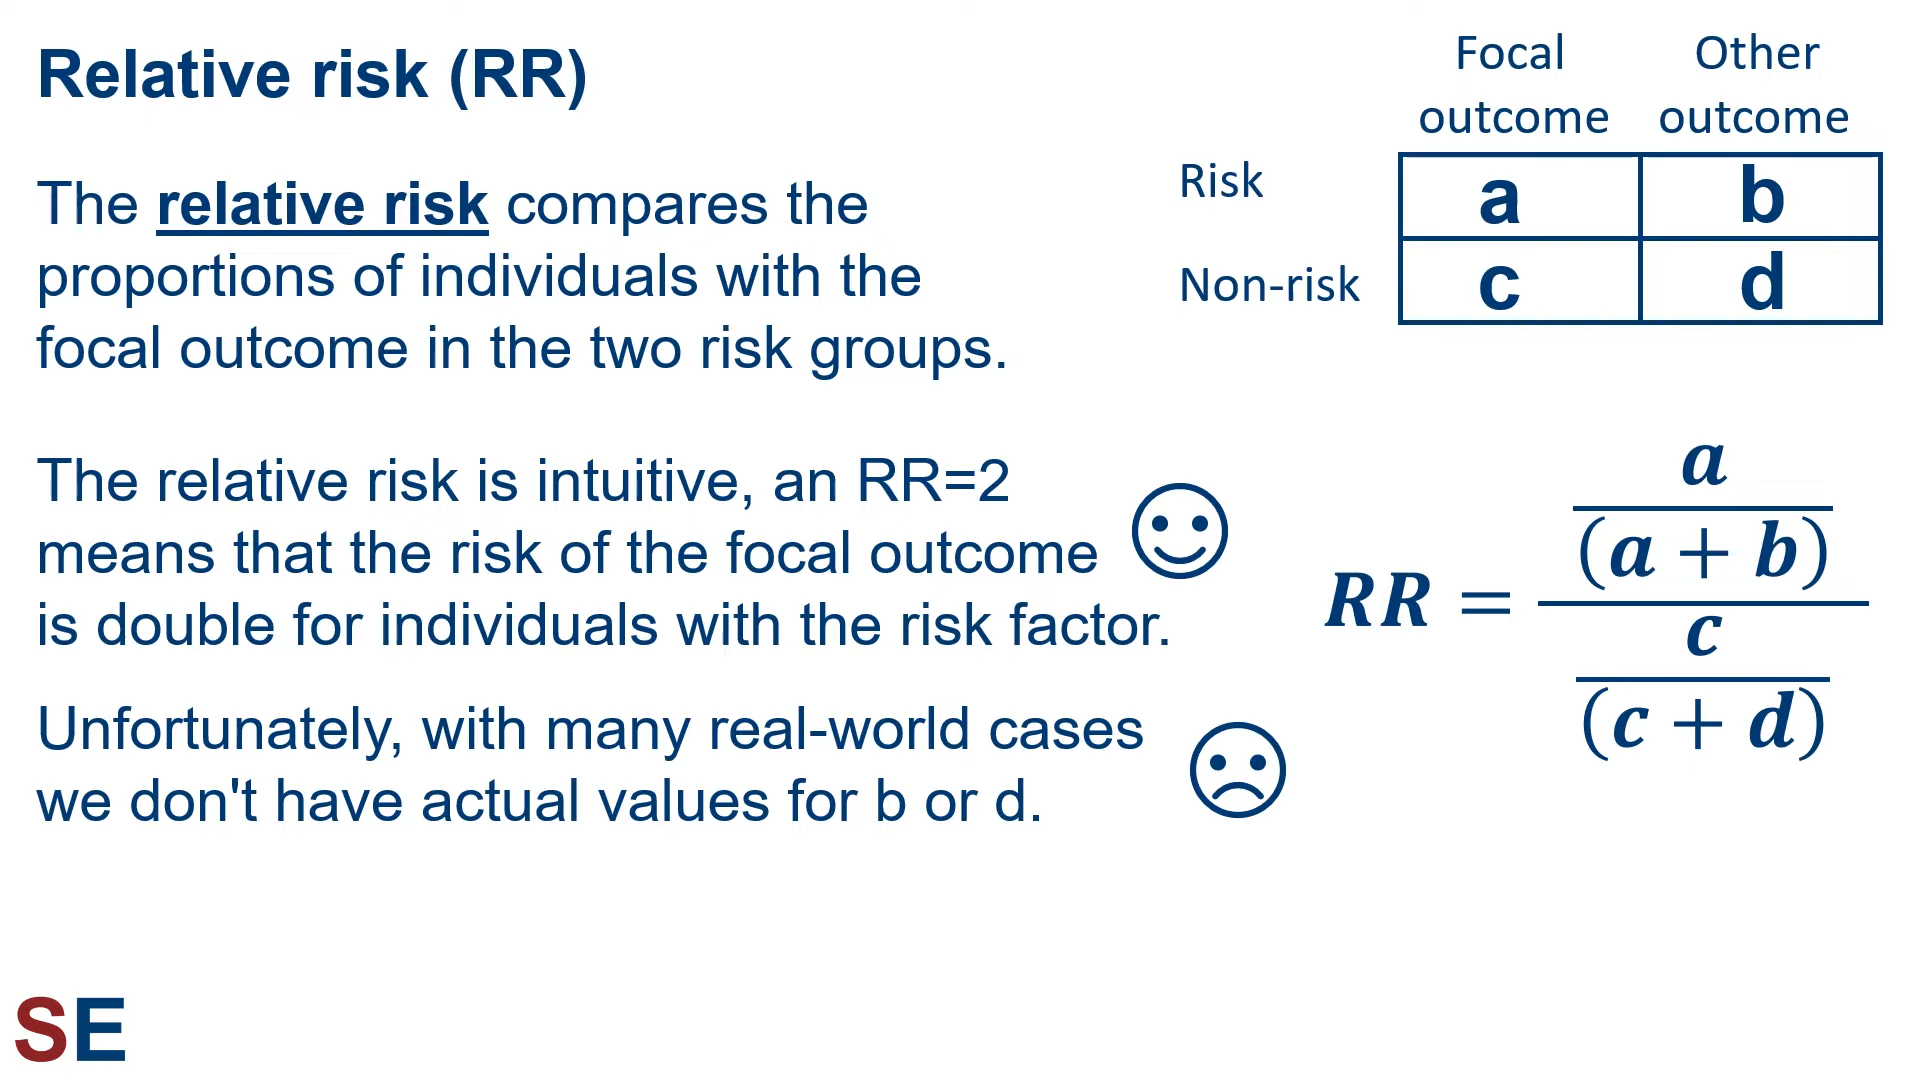 Relative risk (RR)
The relative risk compares the
proportions of individuals with the
focal outcome in the two risk groups.
The relative risk is intuitive, an RR=2
means that the risk of the focal outcome
is double for individuals with the risk factor.
Unfortunately, with many real-world cases
we don't have actual values for b or d.
Focal Other
outcome outcome
Risk a b
Non-risk c d
a
(a + b)
RR =
c
(c + d)
SE